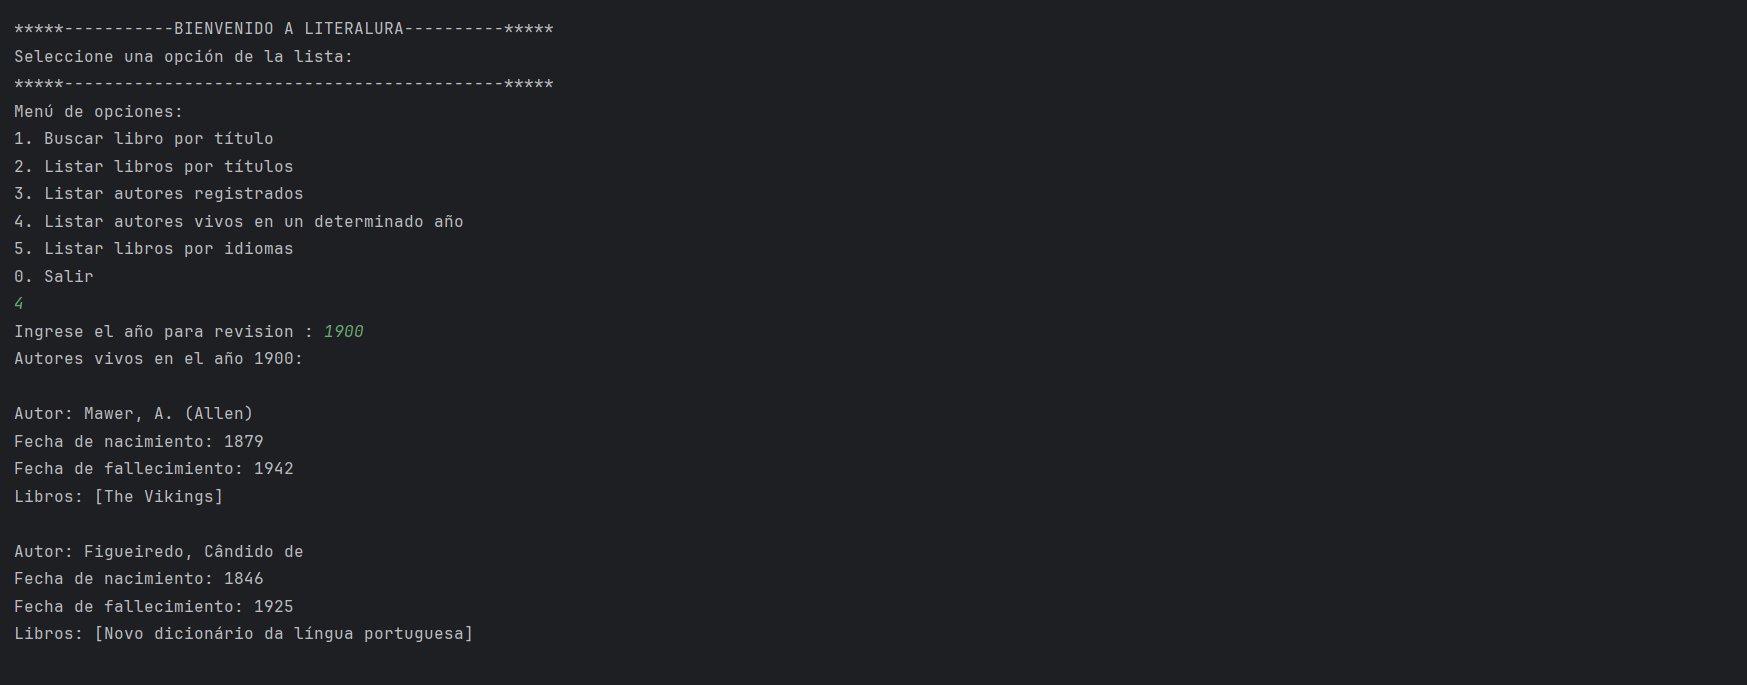 *****-----------BIENVENIDO A LITERALURA----------*****
Seleccione una opción de la lista:
*****--------------------------------------------*****
Menú de opciones:
1. Buscar libro por título
2. Listar libros por títulos
3. Listar autores registrados
4. Listar autores vivos en un determinado año
5. Listar libros por idiomas
0. Salir
4
Ingrese el año para revision : 1900
Autores vivos en el año 1900:
Autor: Mawer, A. (Allen)
Fecha de nacimiento: 1879
Fecha de fallecimiento: 1942
Libros: [The Vikings]
Autor: Figueiredo, Cândido de
Fecha de nacimiento: 1846
Fecha de fallecimiento: 1925
Libros: [Novo dicionário da língua portuguesa]